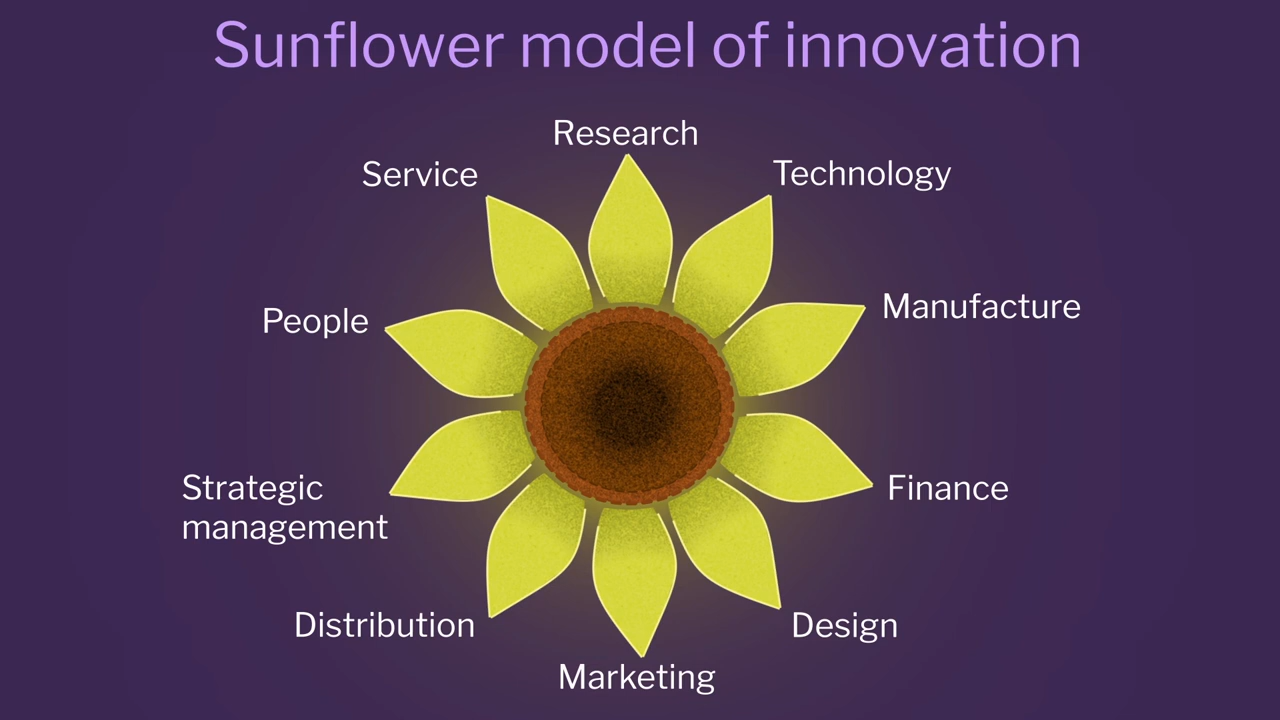 Sunflower model of innovation
Research
Service
Technology
Manufacture
People
Strategic
management
Finance
Distribution
Design
Marketing